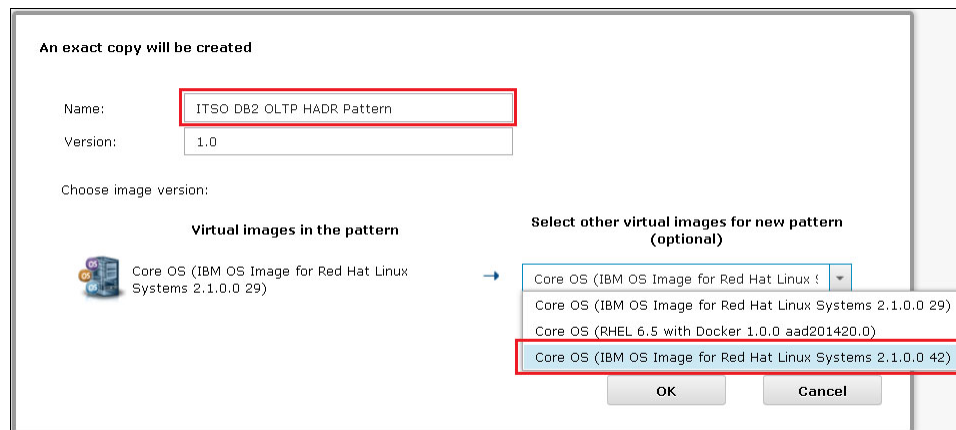 An exact copy will be created
Name:
ITSO DB2 OLTP HADR Pattern
Version:
1.0
Choose image version:
Virtual images in the pattern
Select other virtual images for new pattern
(optional)
Core OS (IBM OS Image for Red Hat Linux
Systems 2.1.0.0 29)
Core OS (IBM OS Image for Red Hat Linux S
Core OS (IBM OS Image for Red Hat Linux Systems 2.1.0.0 29)
Core OS (RHEL 6.5 with Docker 1.0.0 aad201420.0)
Core OS (IBM OS Image for Red Hat Linux Systems 2.1.0.0 42)
OK
Cancel